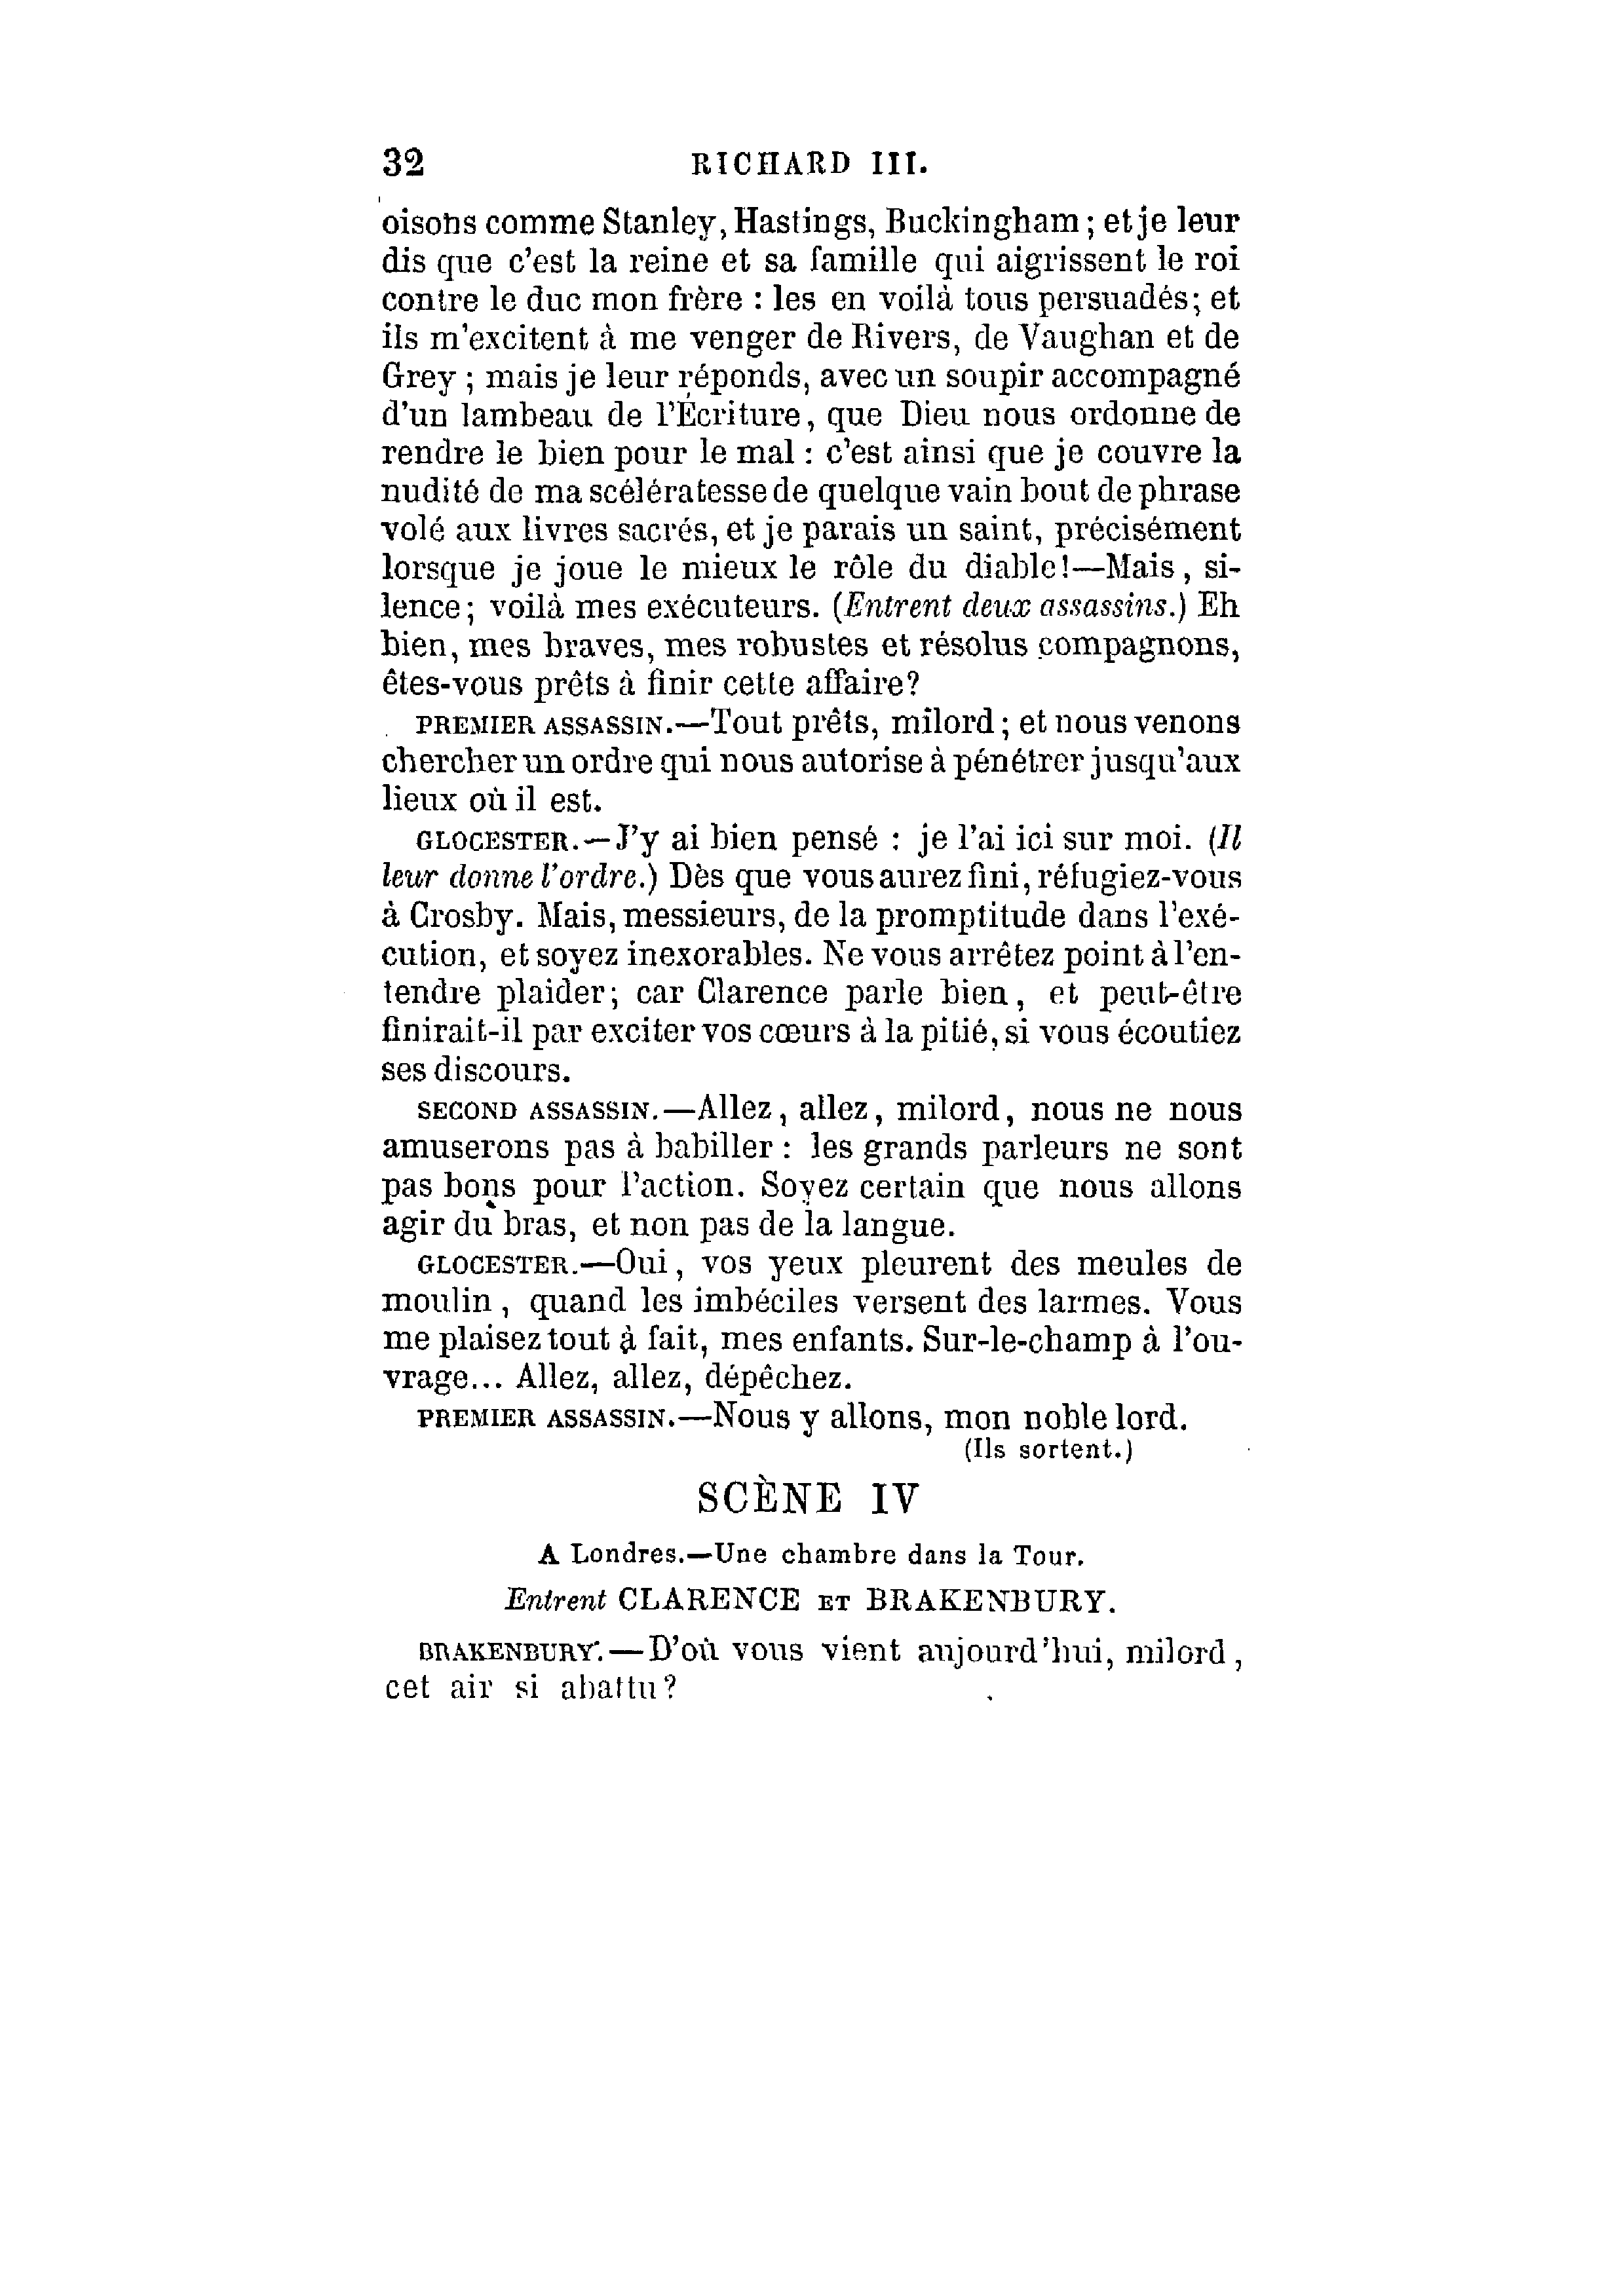 32 RICHARD III.
oisons comme Stanley, Hastings, Buckingham ; et je leur
dis que c'est la reine et sa famille qui aigrissent le roi
contre le duc mon frère : les en voilà tous persuadés; et
ils m'excitent à me venger de Rivers, de Vaughan et de
Grey ; mais je leur réponds, avec un soupir accompagné
d'un lambeau de l'Écriture, que Dieu nous ordonne de
rendre le bien pour le mal : c'est ainsi que je couvre la
nudité de ma scélératesse de quelque vain bout de phrase
volé aux livres sacrés, et je parais un saint, précisément
lorsque je joue le mieux le rôle du diable!—Mais, si-
lence; voilà mes exécuteurs. (Entrent deux assassins.) Eh
bien, mes braves, mes robustes et résolus compagnons,
êtes-vous prêts à finir cette affaire?
PREMIER ASSASSIN.—Tout prêts, milord ; et nous venons
chercher un ordre qui nous autorise à pénétrer jusqu'aux
lieux où il est.
GLOCESTER.—J'y ai bien pensé : je l'ai ici sur moi. (Il
leur donne l'ordre.) Dès que vous aurez fini, réfugiez-vous
à Crosby. Mais, messieurs, de la promptitude dans l'exé-
cution, et soyez inexorables. Ne vous arrêtez point à l'en-
tendre plaider; car Clarence parle bien, et peut-être
finirait-il par exciter vos cœurs à la pitié, si vous écoutiez
ses discours.
SECOND ASSASSIN.—Allez, allez, milord, nous ne nous
amuserons pas à babiller : les grands parleurs ne sont
pas bons pour l'action. Soyez certain que nous allons
agir du bras, et non pas de la langue.
GLOCESTER.—Oui, vos yeux pleurent des meules de
moulin, quand les imbéciles versent des larmes. Vous
me plaisez tout à fait, mes enfants. Sur-le-champ à l'ou-
vrage... Allez, allez, dépêchez.
PREMIER ASSASSIN.—Nous y allons, mon noble lord.
(Ils sortent.)
SCÈNE IV
A Londres.—Une chambre dans la Tour.
Entrent CLARENCE ET BRAKENBURY.
BRAKENBURY.—D'où vous vient aujourd'hui, milord,
cet air si abattu?